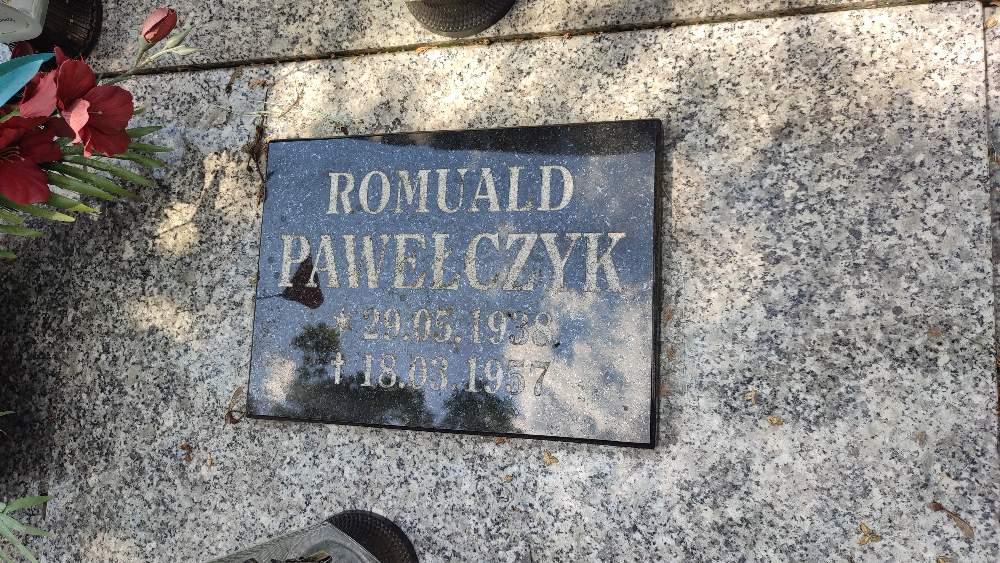 ROMUALD
PAWEŁCZYK
* 29.05.1938
† 18.03.1957